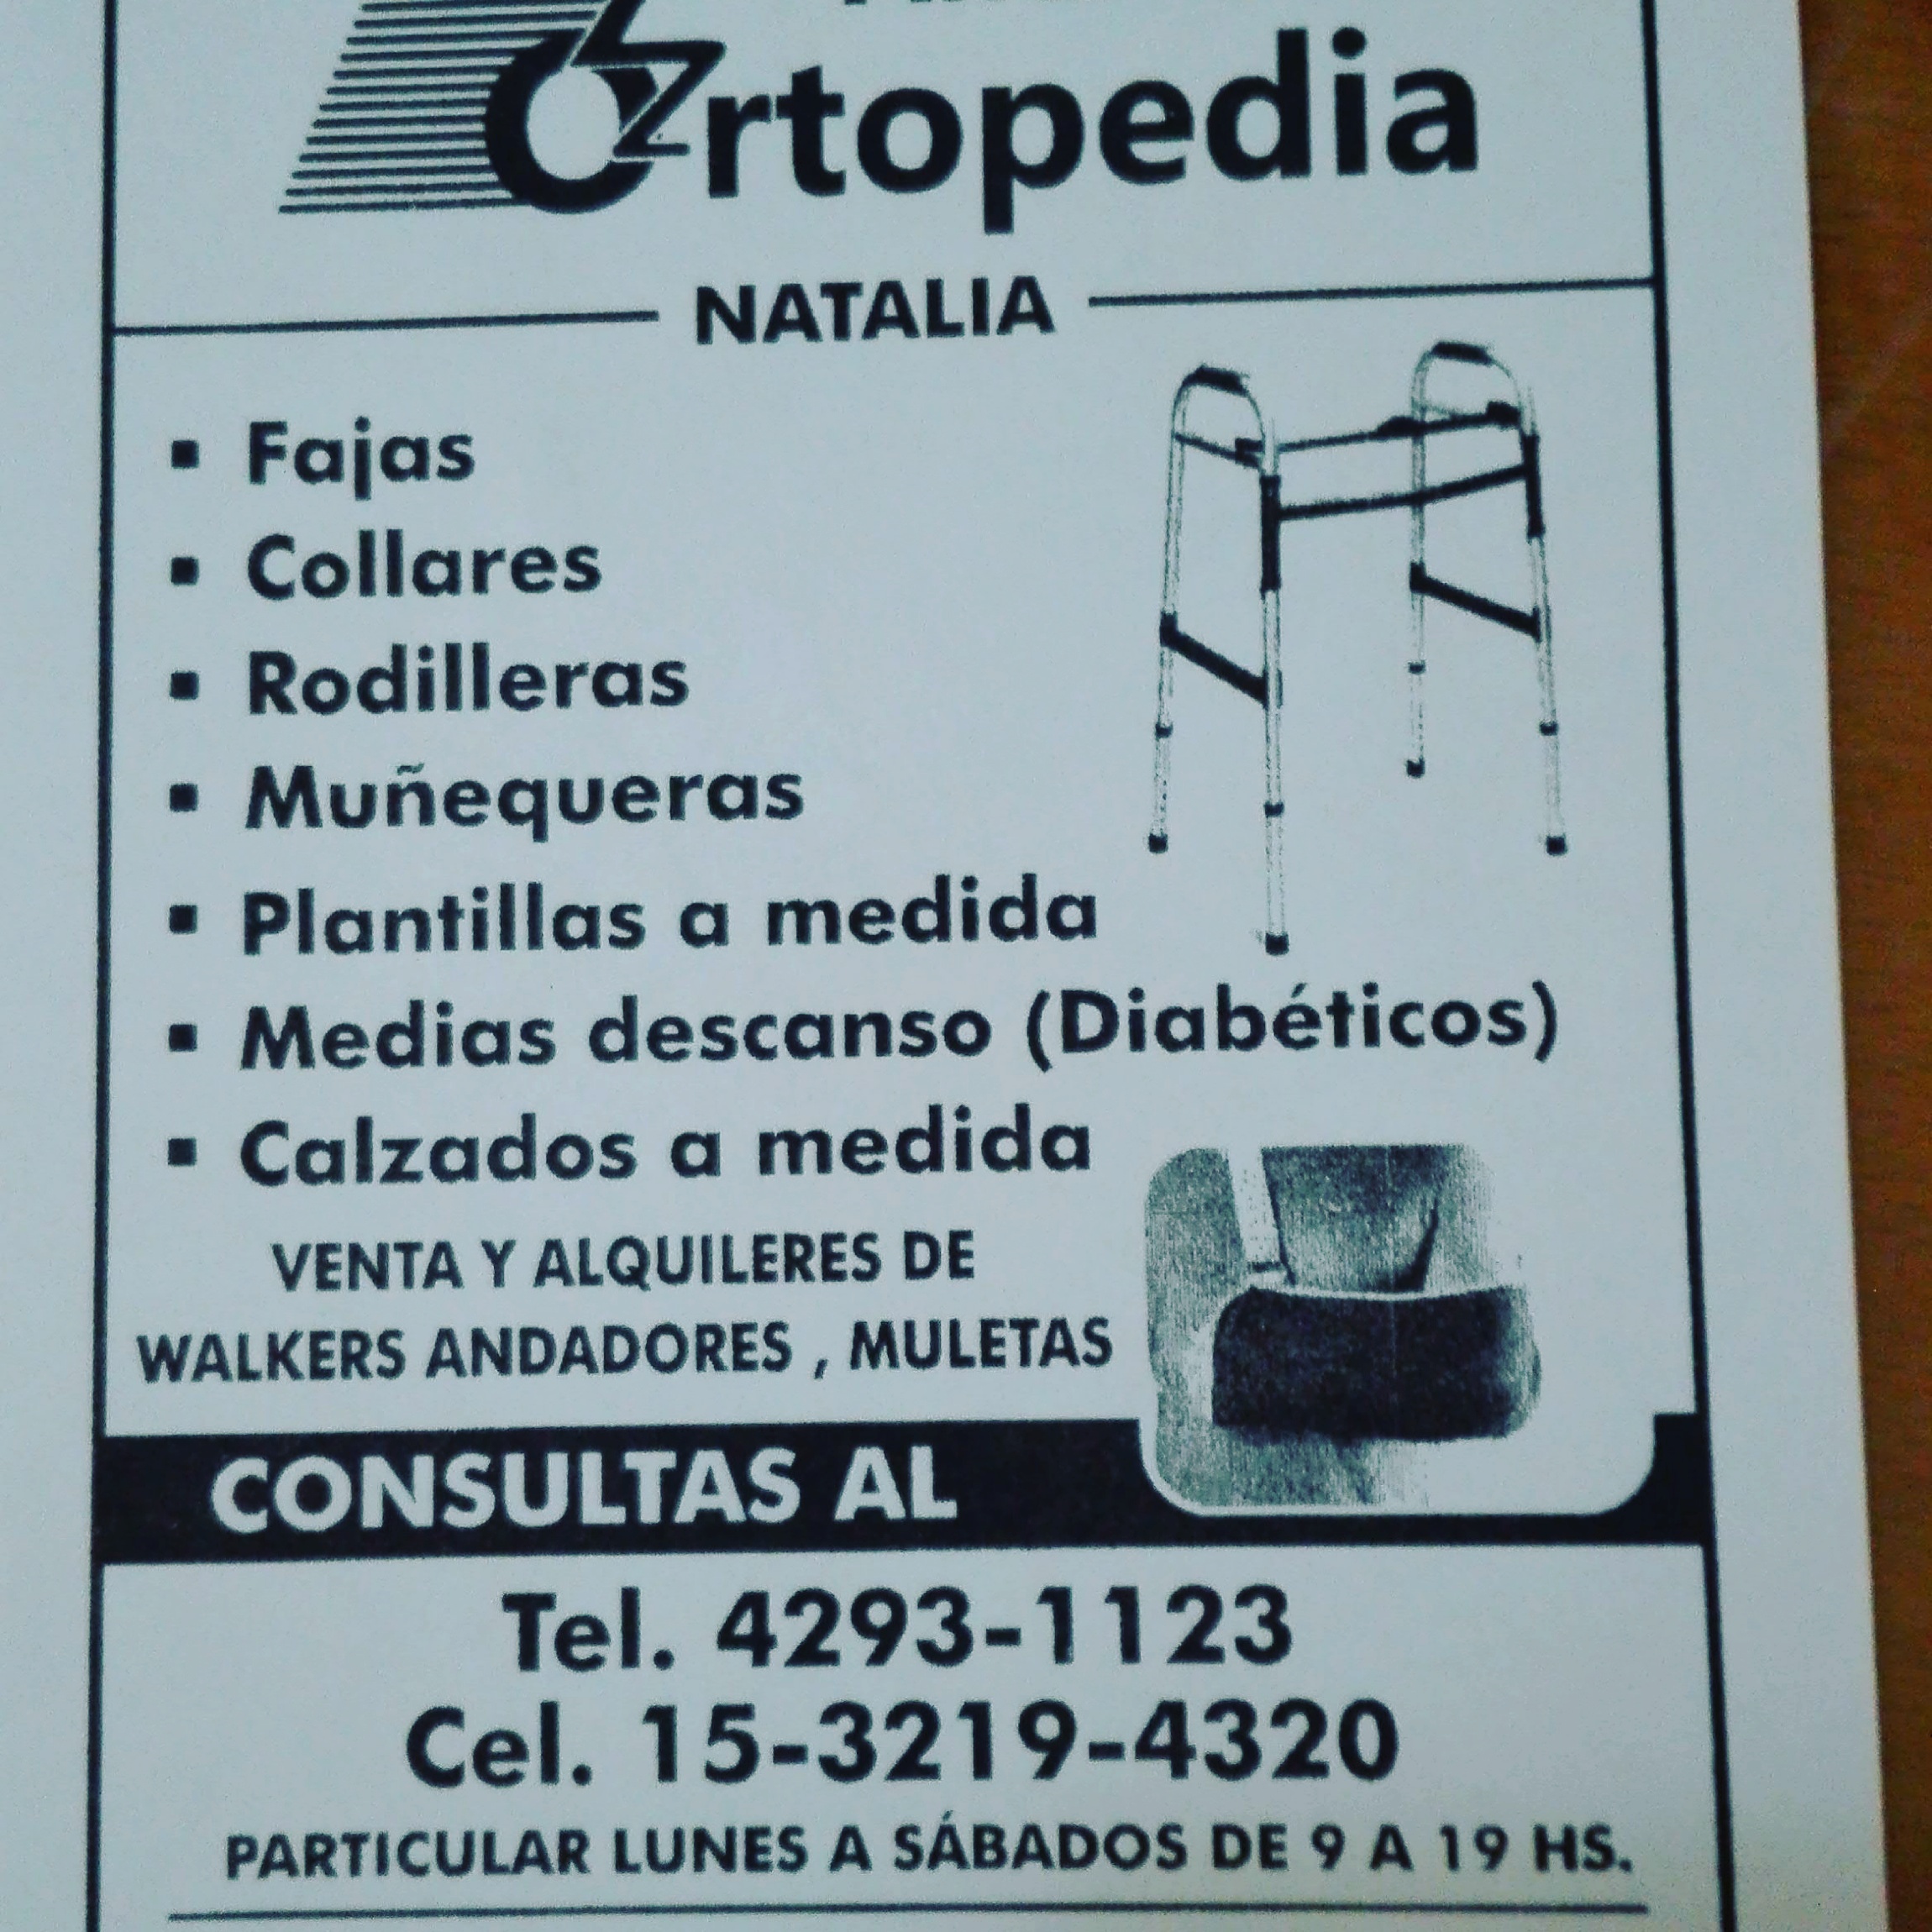 Ortopedia
NATALIA
▪ Fajas
▪ Collares
▪ Rodilleras
▪ Muñequeras
▪ Plantillas a medida
▪ Medias descanso (Diabéticos)
▪ Calzados a medida
VENTA Y ALQUILERES DE
WALKERS ANDADORES , MULETAS
CONSULTAS AL
Tel. 4293-1123
Cel. 15-3219-4320
PARTICULAR LUNES A SÁBADOS DE 9 A 19 HS.